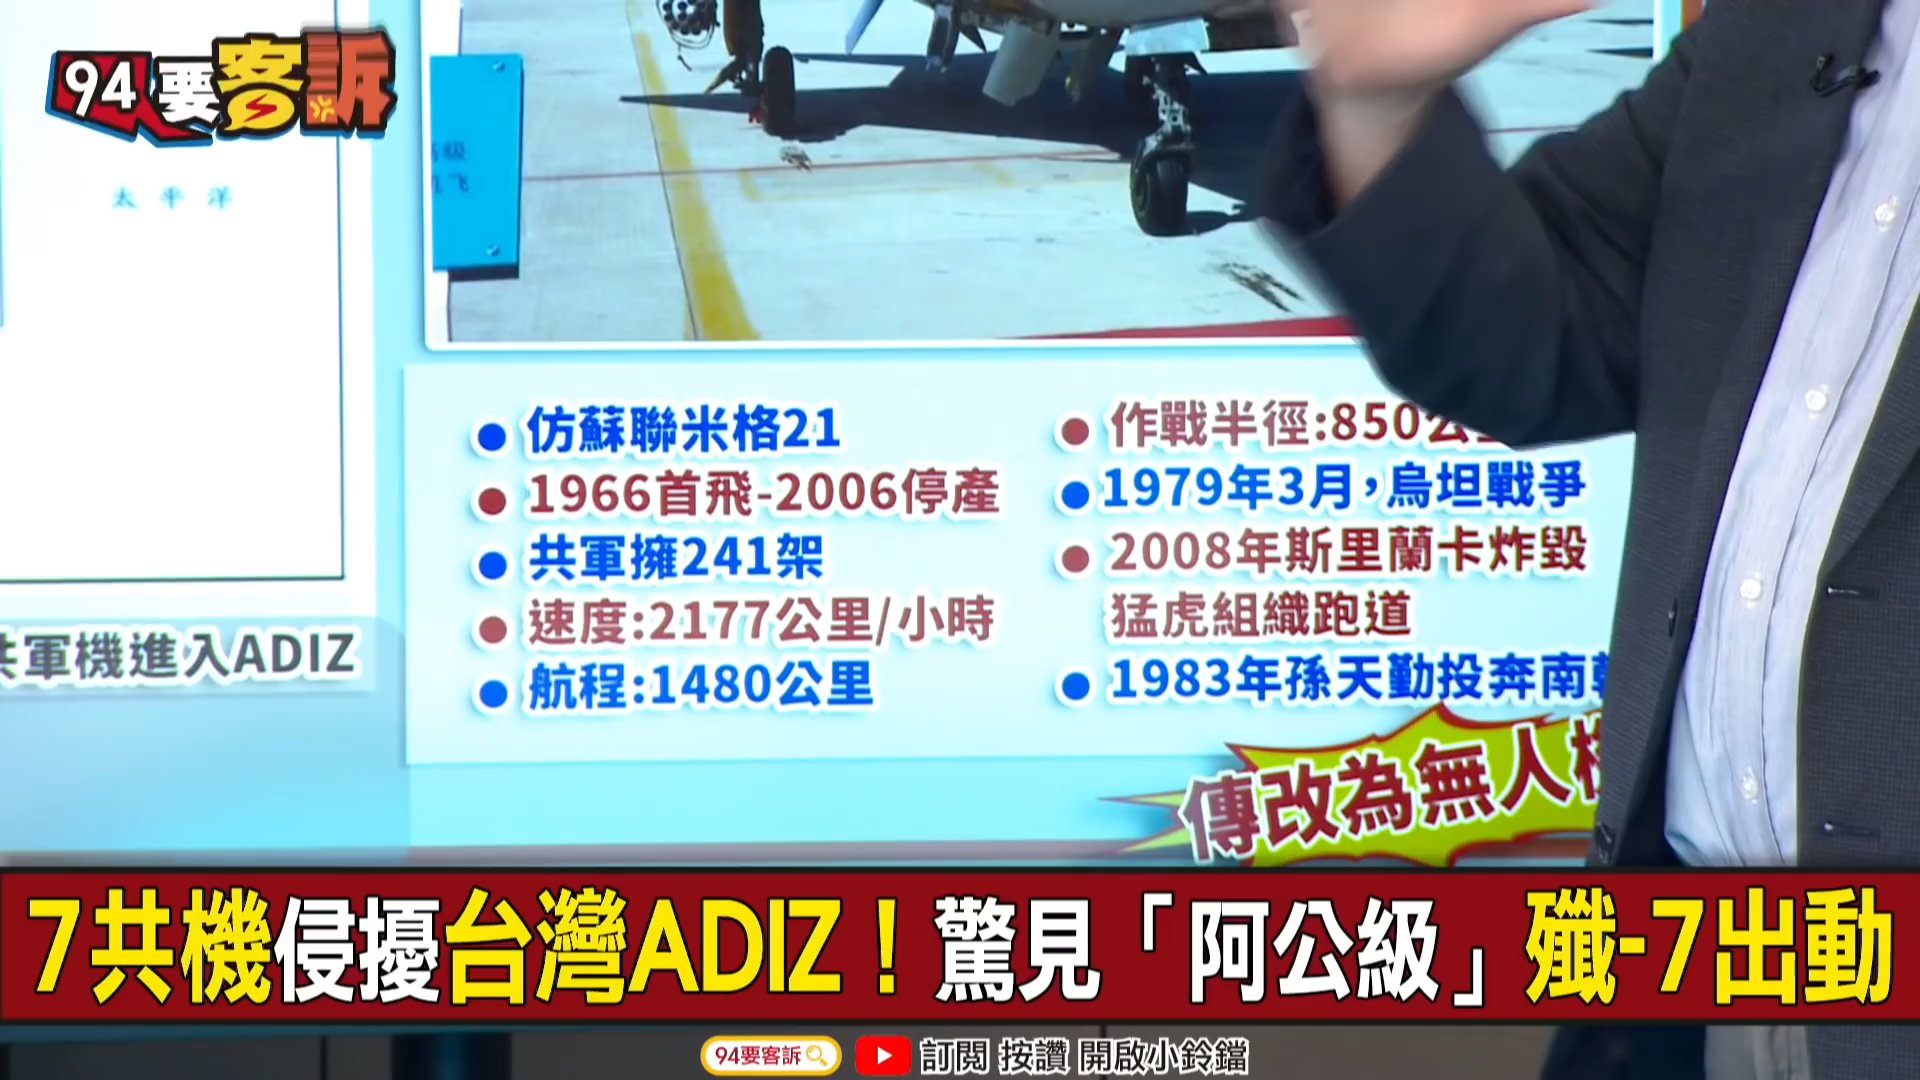 94要客訴
太平洋
级
飞
仿蘇聯米格21
1966首飛-2006停產
共軍擁241架
速度:2177公里/小時
航程:1480公里
作戰半徑:850公
1979年3月,烏坦戰爭
2008年斯里蘭卡炸毀
猛虎組織跑道
1983年孫天勤投奔南
傳改為無人
軍機進入ADIZ
7共機侵擾台灣ADIZ!驚見「阿公級」殲-7出動
94要客訴
訂閱 按讚 開啟小鈴鐺